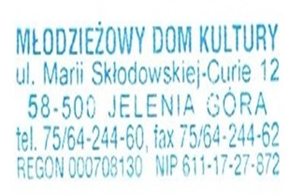 MŁODZIEŻOWY DOM KULTURY
ul. Marii Skłodowskiej-Curie 12
58-500 JELENIA GÓRA
tel. 75/64-244-60, fax 75/64-244-62
REGON 000708130 NIP 611-17-27-872